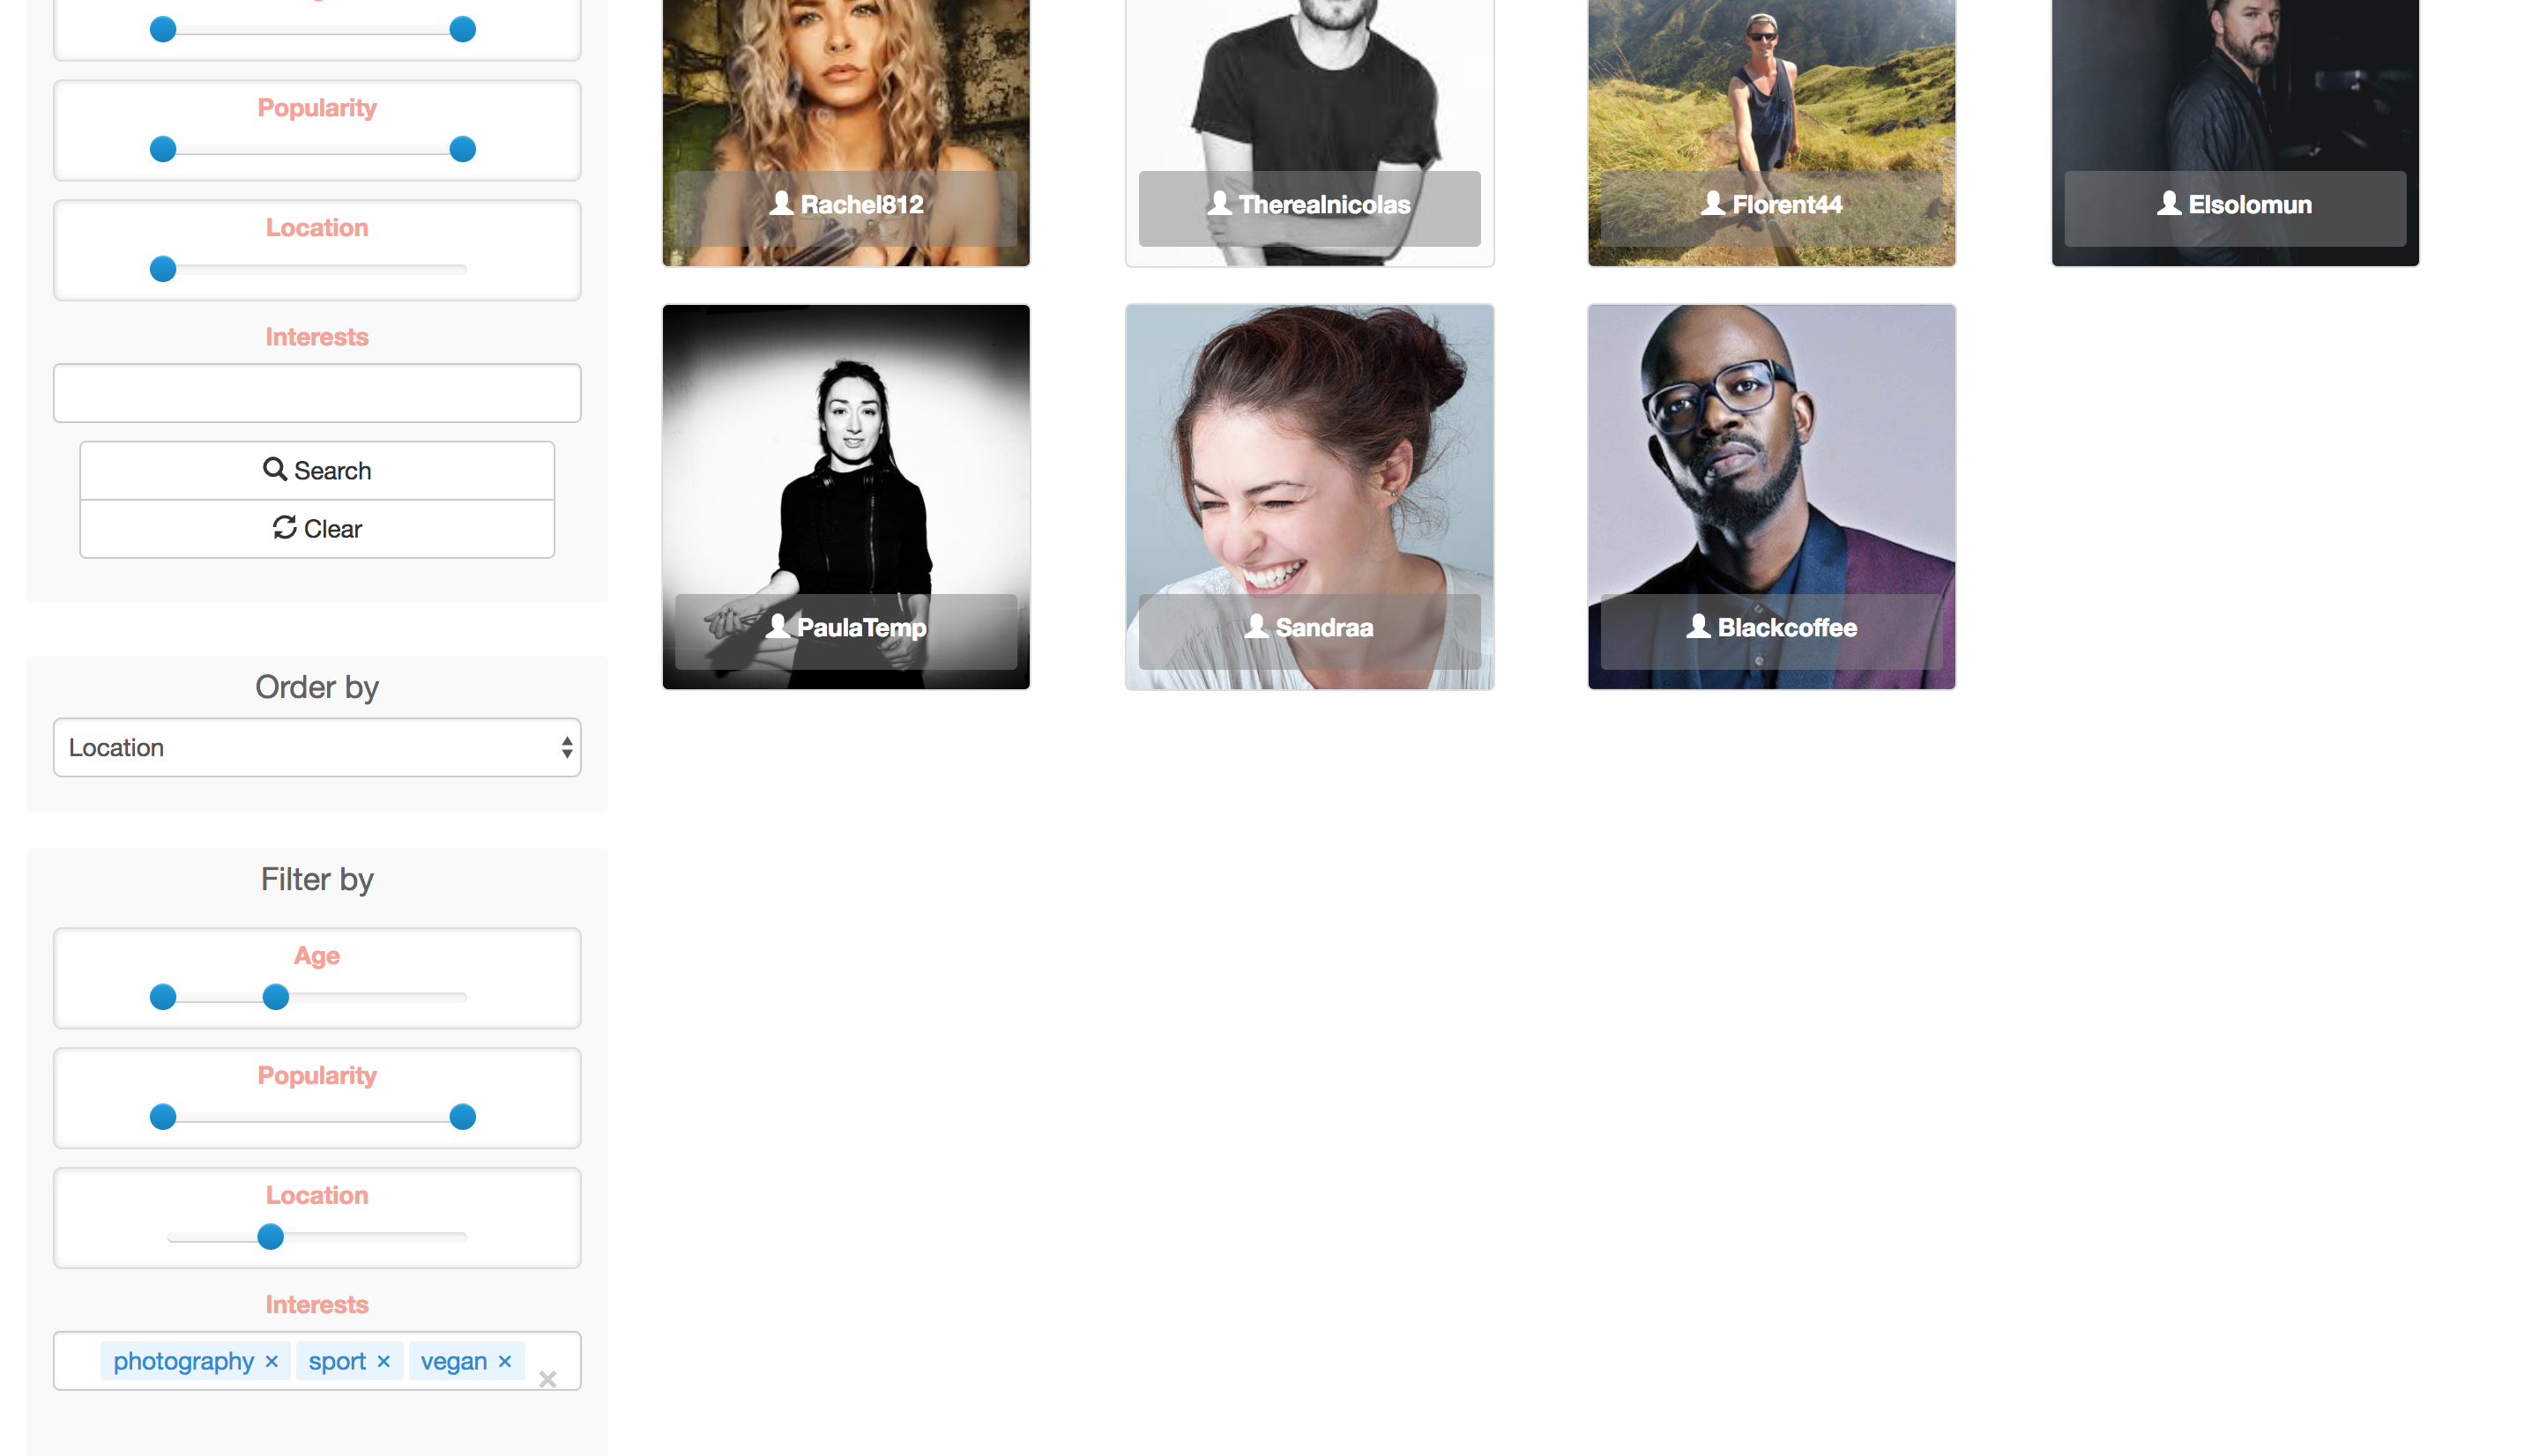 Popularity
Location
Interests
Search
Clear
Order by
Location
Filter by
Age
Popularity
Location
Interests
photography × sport × vegan ×
Rachel812
Therealnicolas
Florent44
Elsolomun
PaulaTemp
Sandraa
Blackcoffee